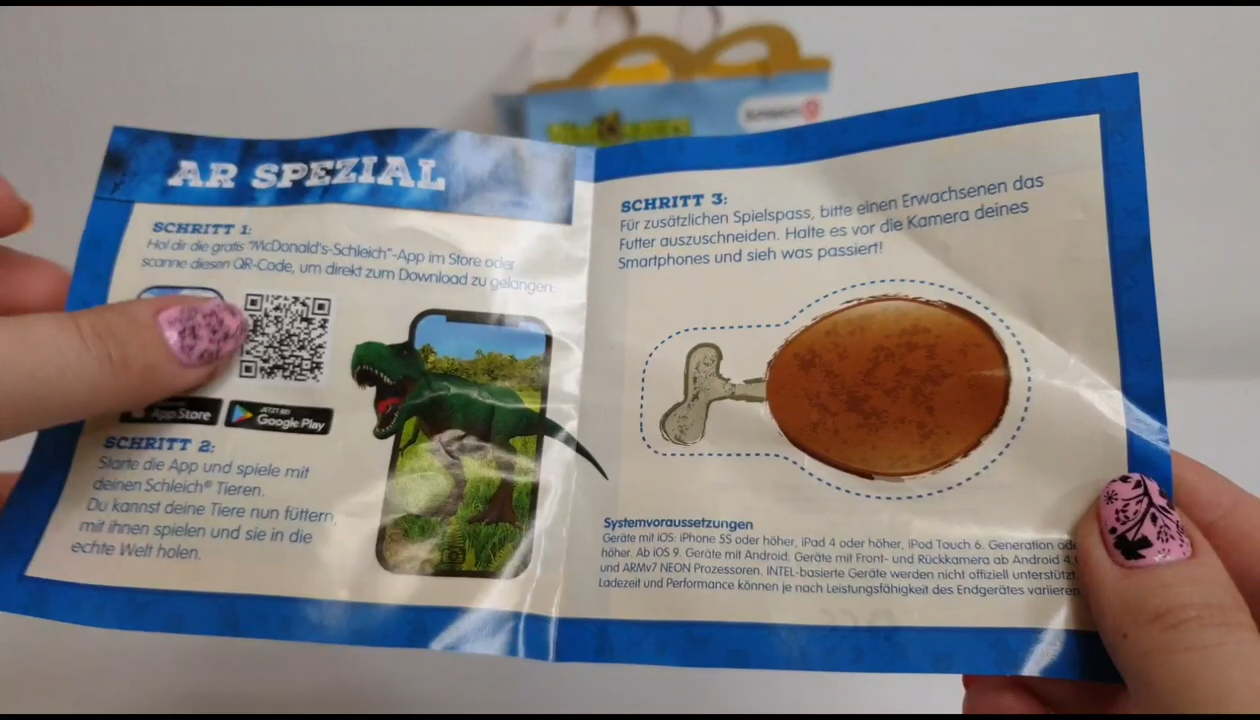 AR SPEZIAL
SCHRITT 1:
Hol dir die gratis "McDonald's-Schleich"-App im Store oder
scanne diesen QR-Code, um direkt zum Download zu gelangen:
App Store
JETZT BEI
Google Play
SCHRITT 2:
Starte die App und spiele mit
deinen Schleich® Tieren.
Du kannst deine Tiere nun füttern,
mit ihnen spielen und sie in die
echte Welt holen.
SCHRITT 3:
Für zusätzlichen Spielspass, bitte einen Erwachsenen das
Futter auszuschneiden. Halte es vor die Kamera deines
Smartphones und sieh was passiert!
Systemvoraussetzungen
Geräte mit iOS: iPhone 5S oder höher, iPad 4 oder höher, iPod Touch 6. Generation ode
höher. Ab iOS 9. Geräte mit Android. Geräte mit Front- und Rückkamera ab Android 4.
und ARMv7 NEON Prozessoren. INTEL-basierte Geräte werden nicht offiziell unterstützt.
Ladezeit und Performance können je nach Leistungsfähigkeit des Endgerätes variieren